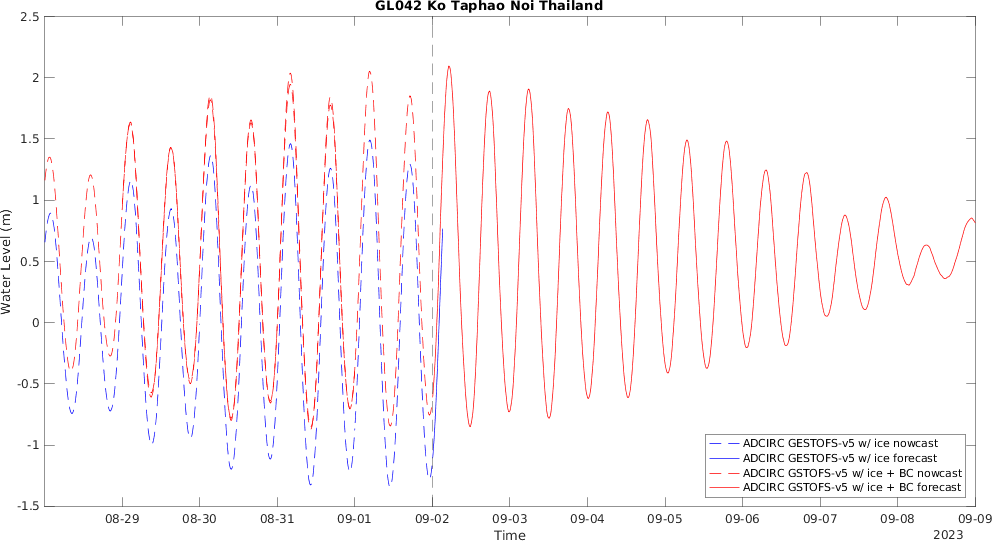 GL042 Ko Taphao Noi Thailand
2.5
2
1.5
1
0.5
0
-0.5
-1
-1.5
Water Level (m)
08-29 08-30 08-31 09-01 09-02 09-03 09-04 09-05 09-06 09-07 09-08 09-09
Time
2023
ADCIRC GESTOFS-v5 w/ ice nowcast
ADCIRC GESTOFS-v5 w/ ice forecast
ADCIRC GSTOFS-v5 w/ ice + BC nowcast
ADCIRC GSTOFS-v5 w/ ice + BC forecast